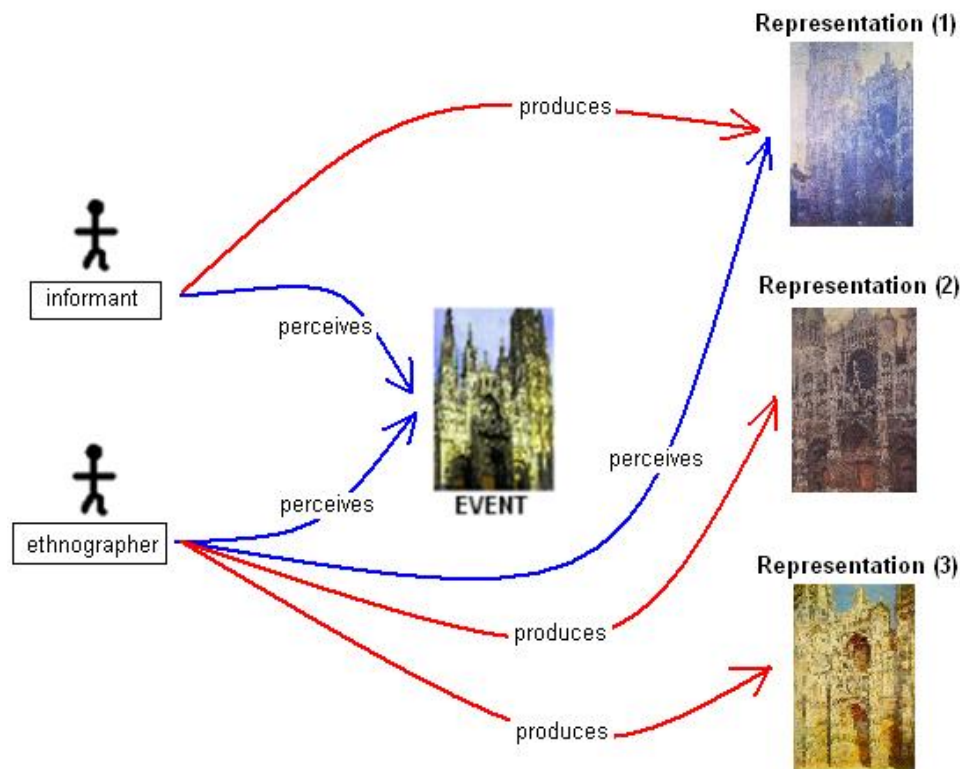 Representation (1)
produces
informant
perceives
Representation (2)
EVENT
perceives
perceives
ethnographer
Representation (3)
produces
produces